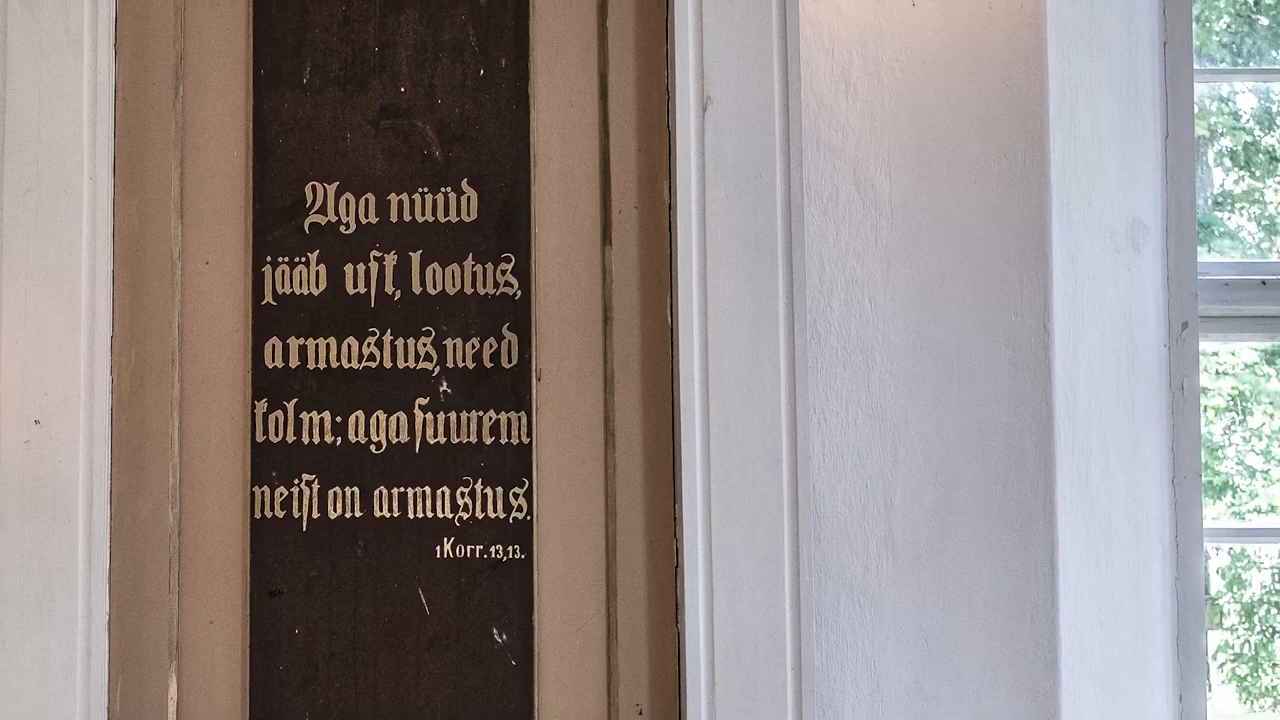 Aga nüüd
jääb usk, lootus,
armastus, need
kolm; aga suurem
neist on armastus.
1 Korr. 13,13.